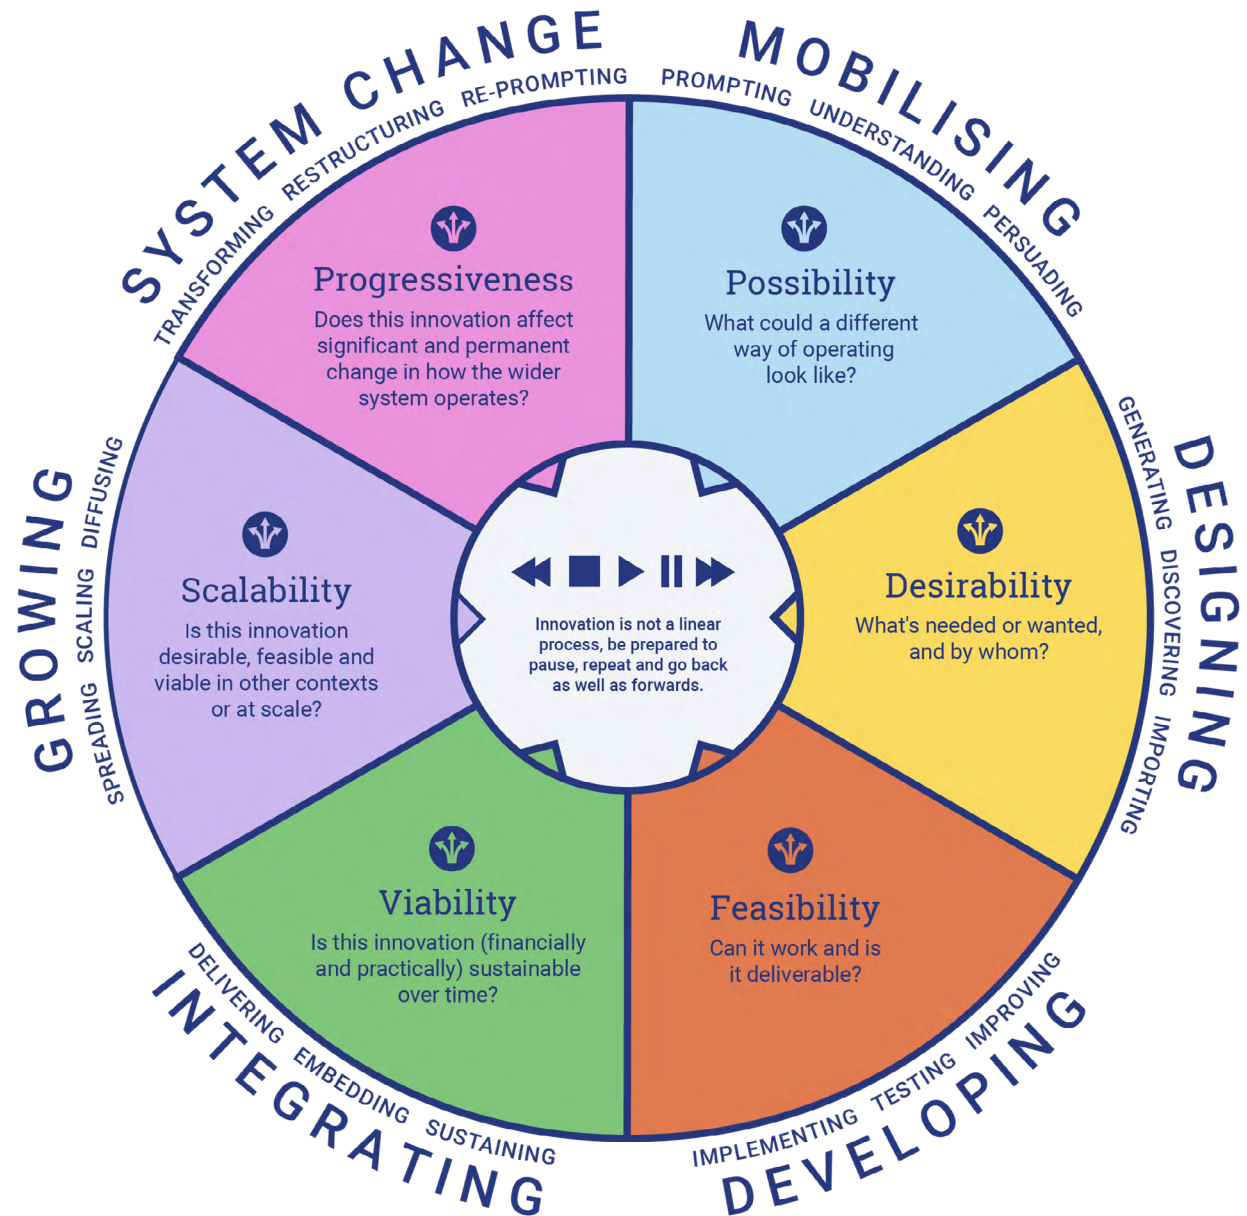 SYSTEM CHANGE
TRANSFORMING RESTRUCTURING RE-PROMPTING
MOBILISING
PROMPTING UNDERSTANDING PERSUADING
Progressiveness
Does this innovation affect
significant and permanent
change in how the wider
system operates?
Possibility
What could a different
way of operating
look like?
DESIGNING
GENERATING DISCOVERING IMPORTING
Desirability
What's needed or wanted,
and by whom?
GROWING
SPREADING SCALING DIFFUSING
Scalability
Is this innovation
desirable, feasible and
viable in other contexts
or at scale?
Innovation is not a linear
process, be prepared to
pause, repeat and go back
as well as forwards.
Viability
Is this innovation (financially
and practically) sustainable
over time?
Feasibility
Can it work and is
it deliverable?
DELIVERING EMBEDDING SUSTAINING
INTEGRATING
IMPLEMENTING TESTING IMPROVING
DEVELOPING